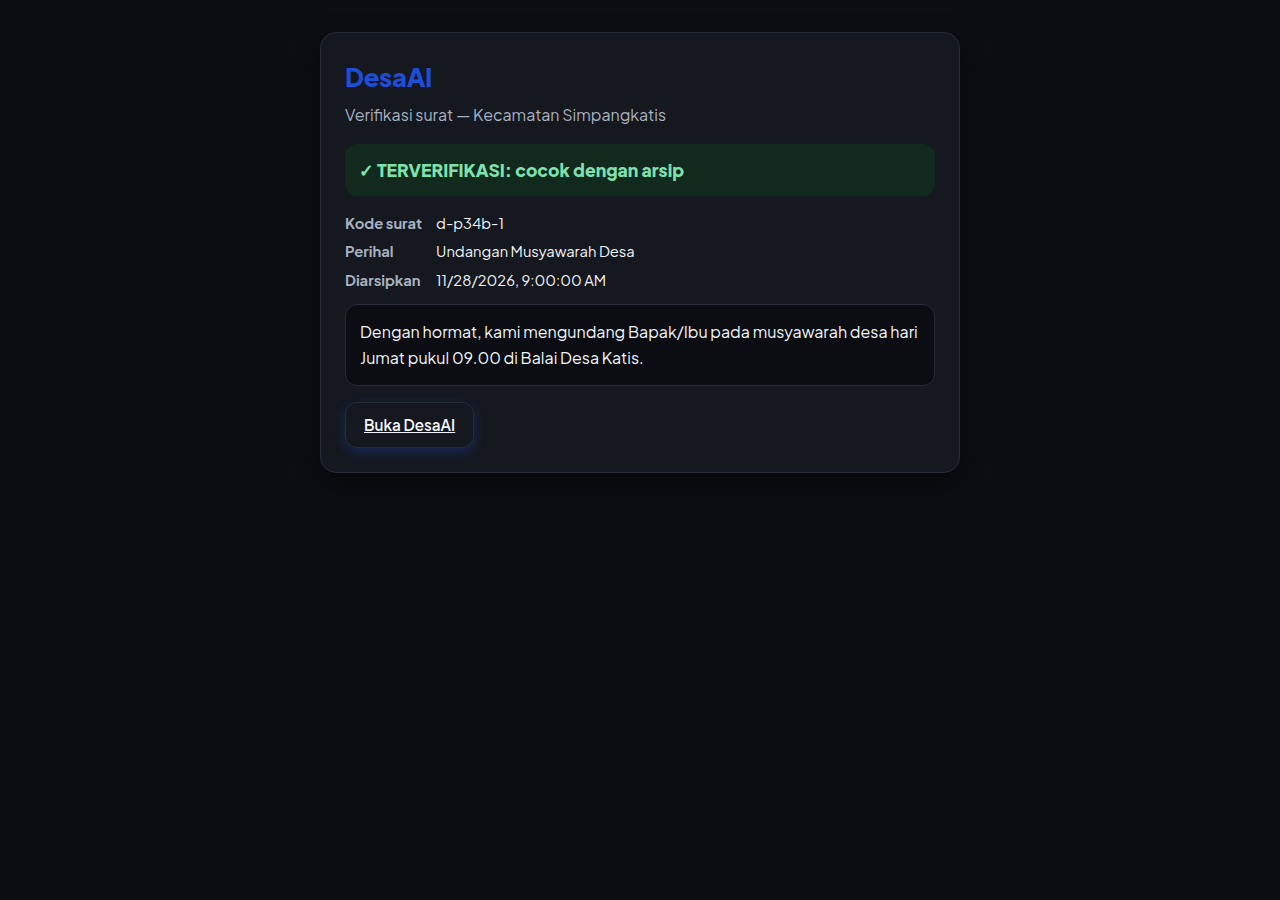 DesaAI
Verifikasi surat — Kecamatan Simpangkatis
✓ TERVERIFIKASI: cocok dengan arsip
Kode surat d-p34b-1
Perihal Undangan Musyawarah Desa
Diarsipkan 11/28/2026, 9:00:00 AM
Dengan hormat, kami mengundang Bapak/Ibu pada musyawarah desa hari
Jumat pukul 09.00 di Balai Desa Katis.
Buka DesaAI